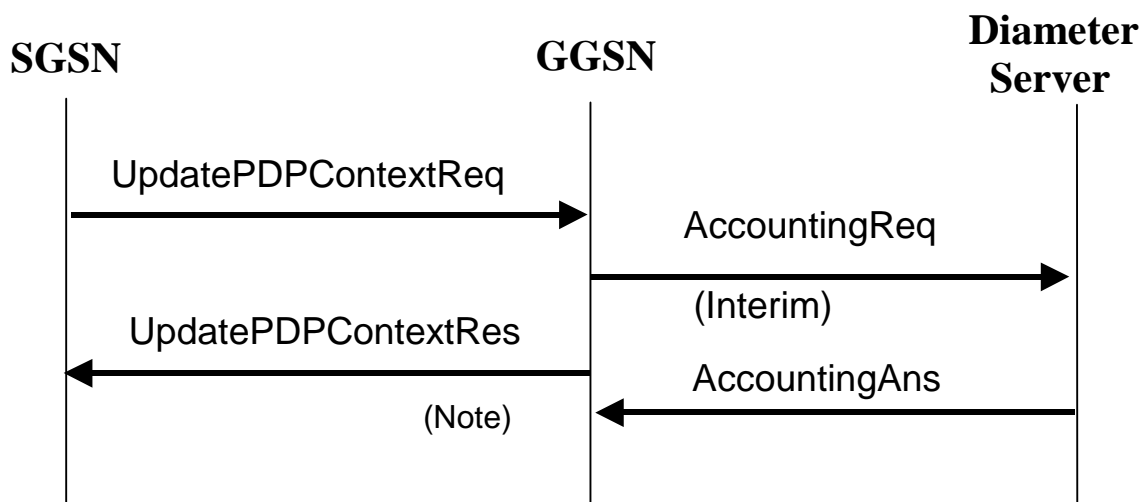 SGSN
GGSN
Diameter
Server
UpdatePDPContextReq
AccountingReq
(Interim)
UpdatePDPContextRes
AccountingAns
(Note)